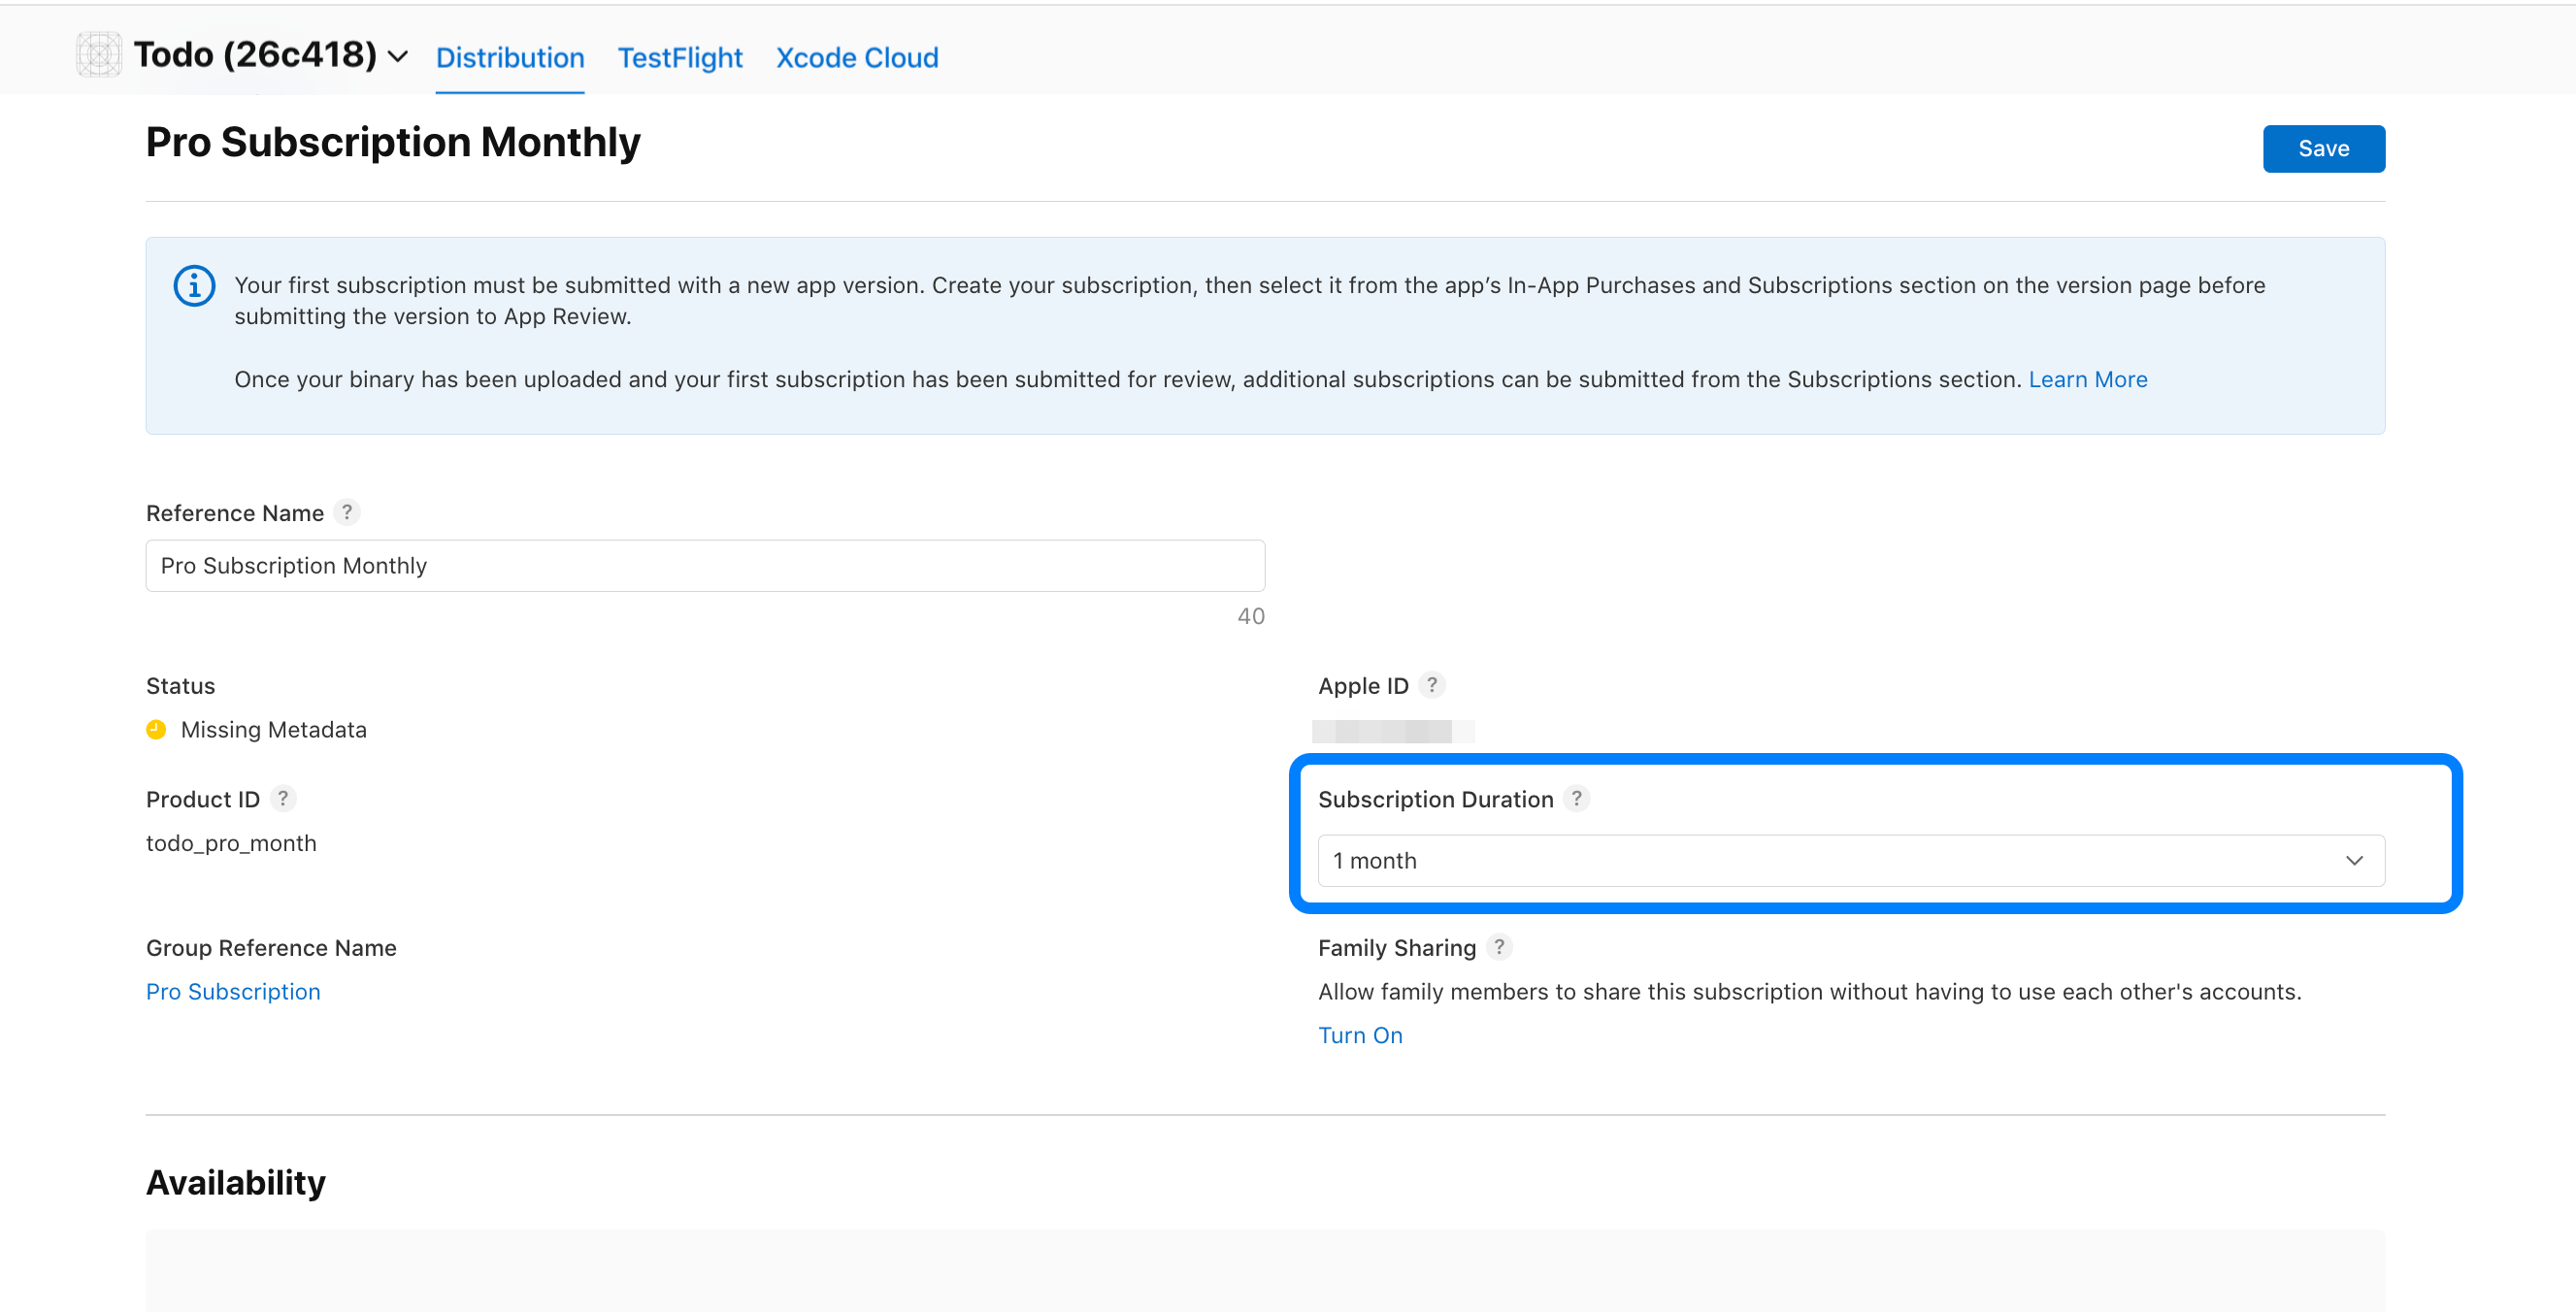 Todo (26c418) Distribution TestFlight Xcode Cloud
Pro Subscription Monthly
Save
Your first subscription must be submitted with a new app version. Create your subscription, then select it from the app’s In-App Purchases and Subscriptions section on the version page before
submitting the version to App Review.
Once your binary has been uploaded and your first subscription has been submitted for review, additional subscriptions can be submitted from the Subscriptions section. Learn More
Reference Name ?
Pro Subscription Monthly
40
Status
Missing Metadata
Apple ID ?
Product ID ?
todo_pro_month
Subscription Duration ?
1 month
Group Reference Name
Pro Subscription
Family Sharing ?
Allow family members to share this subscription without having to use each other's accounts.
Turn On
Availability